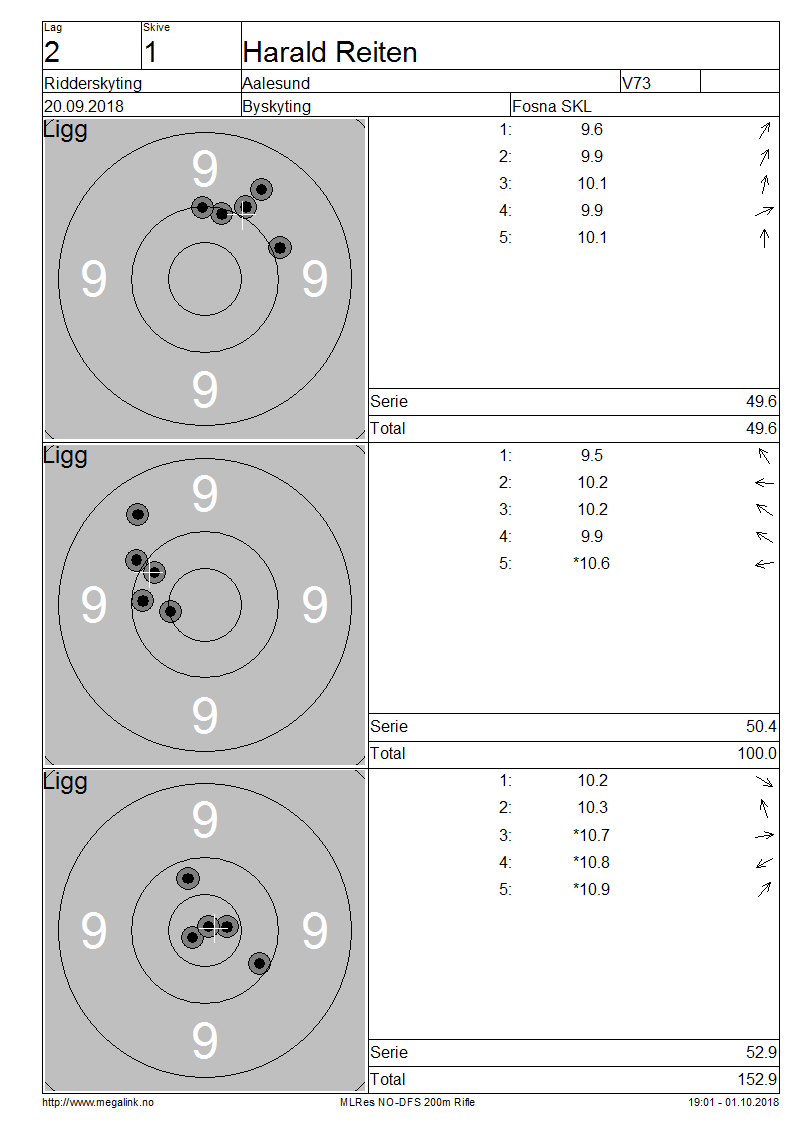 Lag Skive
2 1 Harald Reiten
Ridderskyting Aalesund V73
20.09.2018 Byskyting Fosna SKL
Ligg
9
9 9
9
1: 9.6
2: 9.9
3: 10.1
4: 9.9
5: 10.1
Serie 49.6
Total 49.6
Ligg
9
9 9
9
1: 9.5
2: 10.2
3: 10.2
4: 9.9
5: *10.6
Serie 50.4
Total 100.0
Ligg
9
9 9
9
1: 10.2
2: 10.3
3: *10.7
4: *10.8
5: *10.9
Serie 52.9
Total 152.9
http://www.megalink.no MLRes NO-DFS 200m Rifle 19:01 - 01.10.2018